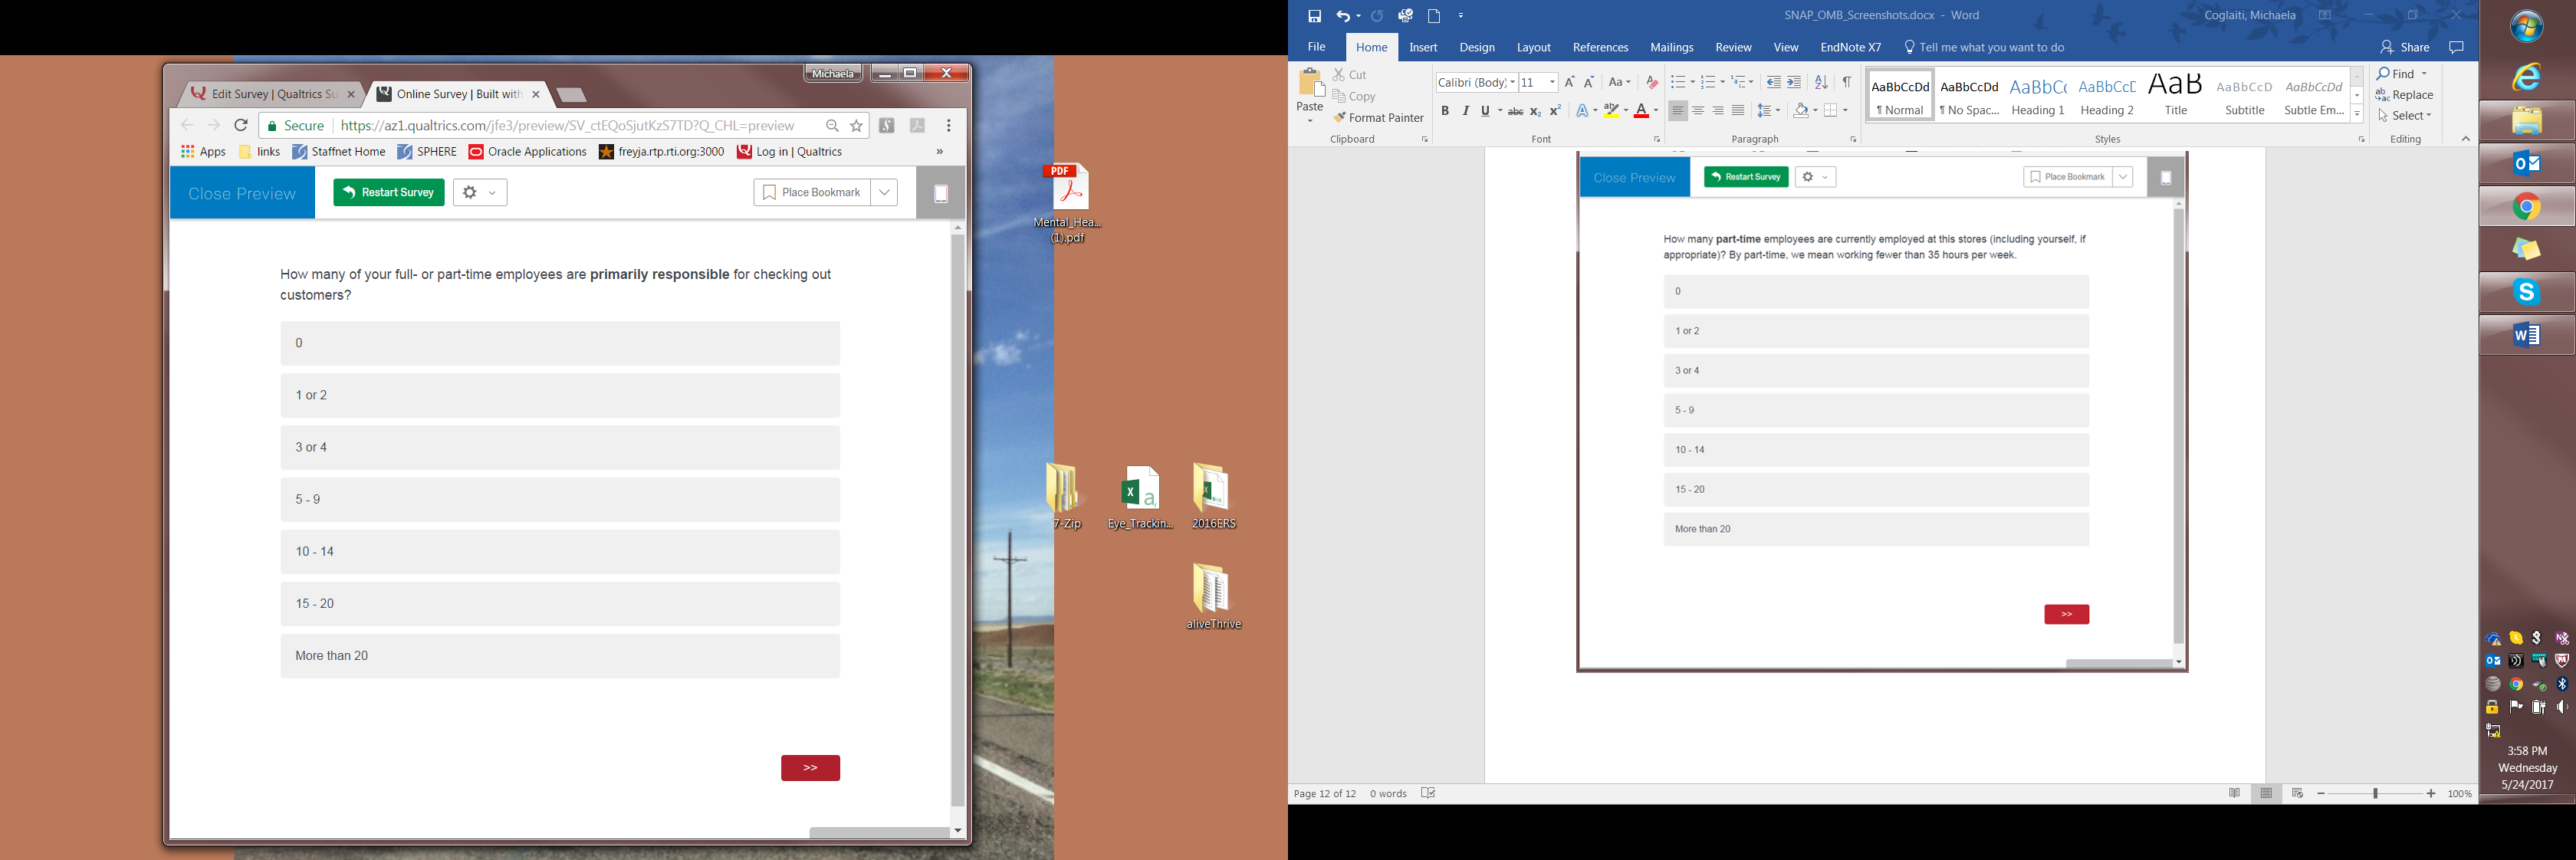 Michaela
Edit Survey | Qualtrics Su
Online Survey | Built with
Secure
https://az1.qualtrics.com/jfe3/preview/SV_ctEQoSjutKzS7TD?Q_CHL=preview
Apps
links
Staffnet Home
SPHERE
Oracle Applications
freyja.rtp.rti.org:3000
Log in | Qualtrics
»
Close Preview
Restart Survey
Place Bookmark
How many of your full- or part-time employees are primarily responsible for checking out
customers?
0
1 or 2
3 or 4
5 - 9
10 - 14
15 - 20
More than 20
>>
PDF
Mental_Hea...
(1).pdf
7-Zip
Eye_Trackin...
2016ERS
aliveThrive
SNAP_OMB_Screenshots.docx - Word
Coglaiti, Michaela
File
Home
Insert
Design
Layout
References
Mailings
Review
View
EndNote X7
Tell me what you want to do
Share
Paste
Cut
Copy
Format Painter
Clipboard
Calibri (Body)
11
Font
Paragraph
AaBbCcDd
¶ Normal
AaBbCcDd
¶ No Spac...
AaBbCc
Heading 1
AaBbCcE
Heading 2
AaB
Title
AaBbCcD
Subtitle
AaBbCcDd
Subtle Em...
Styles
Find
Replace
Select
Editing
Close Preview
Restart Survey
Place Bookmark
How many part-time employees are currently employed at this stores (including yourself, if
appropriate)? By part-time, we mean working fewer than 35 hours per week.
0
1 or 2
3 or 4
5 - 9
10 - 14
15 - 20
More than 20
>>
Page 12 of 12
0 words
100%
3:58 PM
Wednesday
5/24/2017